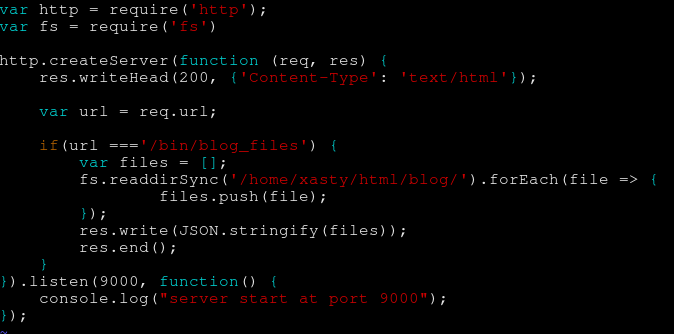 var http = require('http');
var fs = require('fs')
http.createServer(function (req, res) {
    res.writeHead(200, {'Content-Type': 'text/html'});
    var url = req.url;
    if(url ==='/bin/blog_files') {
        var files = [];
        fs.readdirSync('/home/xasty/html/blog/').forEach(file => {
                files.push(file);
        });
        res.write(JSON.stringify(files));
        res.end();
    }
}).listen(9000, function() {
    console.log("server start at port 9000");
});
~